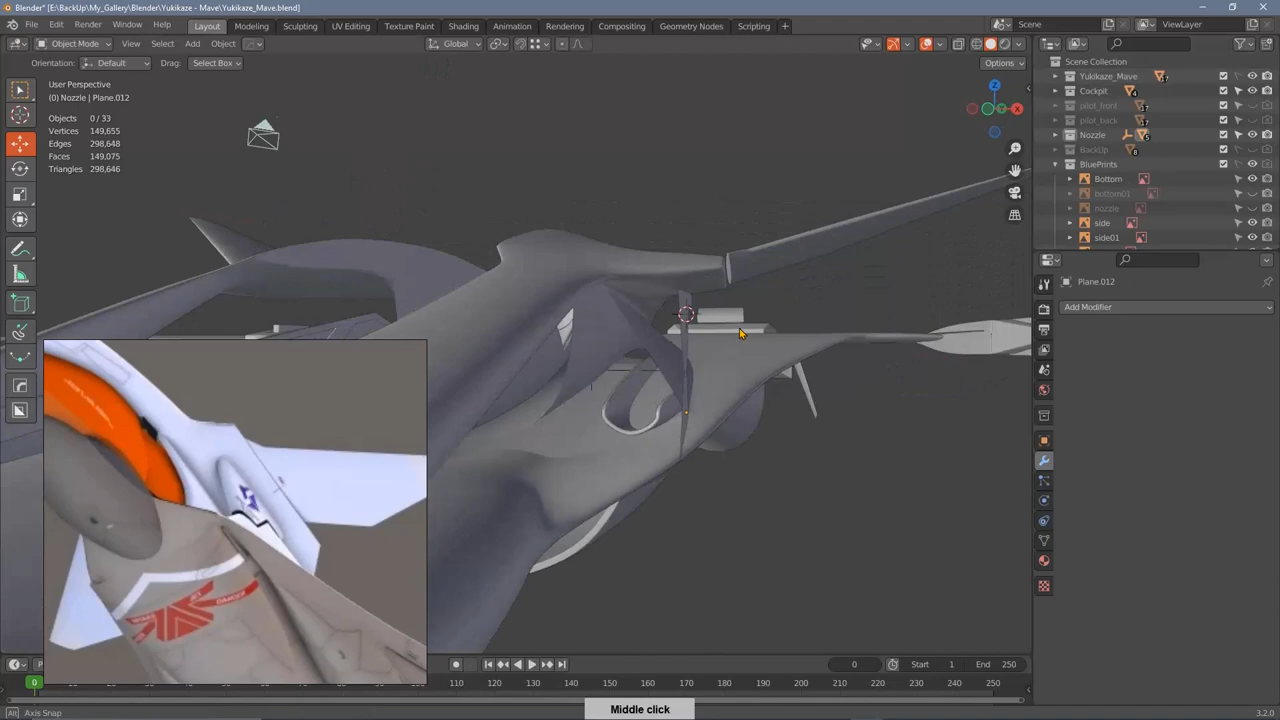 Blender* [E:\BackUp\My_Gallery\Blender\Yukikaze - Mave\Yukikaze_Mave.blend]
File Edit Render Window Help Layout Modeling Sculpting UV Editing Texture Paint Shading Animation Rendering Compositing Geometry Nodes Scripting + Scene ViewLayer
Object Mode View Select Add Object Global
Orientation: Default Drag: Select Box Options
User Perspective
(0) Nozzle | Plane.012
Objects 0 / 33
Vertices 149,655
Edges 298,648
Faces 149,075
Triangles 298,646
Z
X
Scene Collection
Yukikaze_Mave
Cockpit
pilot_front
pilot_back
Nozzle
BackUp
BluePrints
Bottom
bottom01
nozzle
side
side01
Plane.012
Add Modifier
0 Start 1 End 250
0 110 120 130 140 150 160 170 180 190 200 210 220 230 240 250
Middle click
Alt Axis Snap 3.2.0